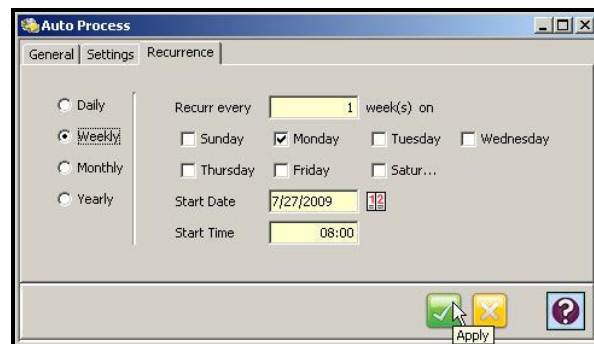 Auto Process
General Settings Recurrence
Daily Recurr every 1 week(s) on
Weekly Sunday Monday Tuesday Wednesday
Monthly Thursday Friday Satur...
Yearly Start Date 7/27/2009 12
Start Time 08:00
?
Apply